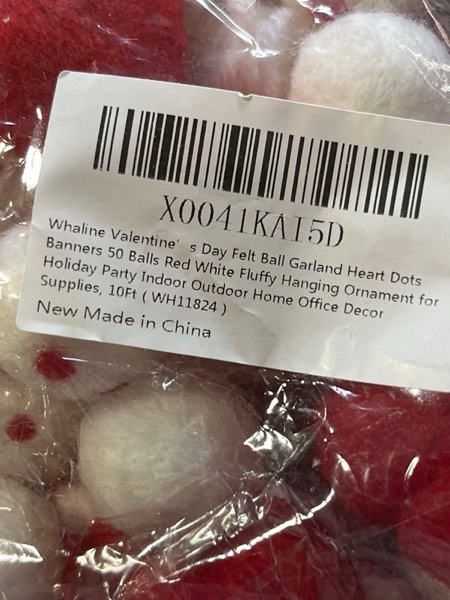 X0041KAI5D
Whaline Valentine' s Day Felt Ball Garland Heart Dots
Banners 50 Balls Red White Fluffy Hanging Ornament for
Holiday Party Indoor Outdoor Home Office Decor
Supplies, 10Ft ( WH11824 )
New Made in China